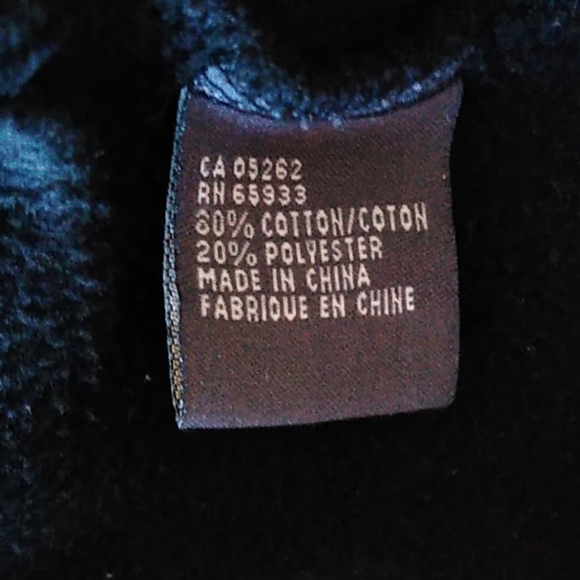 CA 05262
RN 65933
80% COTTON/COTON
20% POLYESTER
MADE IN CHINA
FABRIQUE EN CHINE